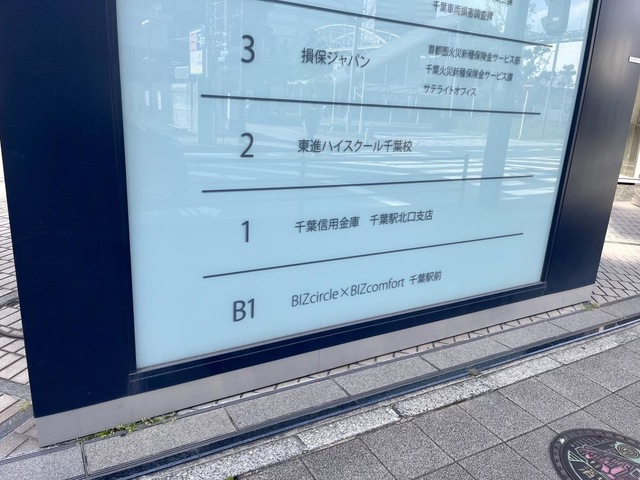 千葉車両損害調査課
3
損保ジャパン
首都圏火災新種保険金サービス部
千葉火災新種保険金サービス課
サテライトオフィス
2
東進ハイスクール千葉校
1
千葉信用金庫 千葉駅北口支店
B1
BIZcircle×BIZcomfort 千葉駅前